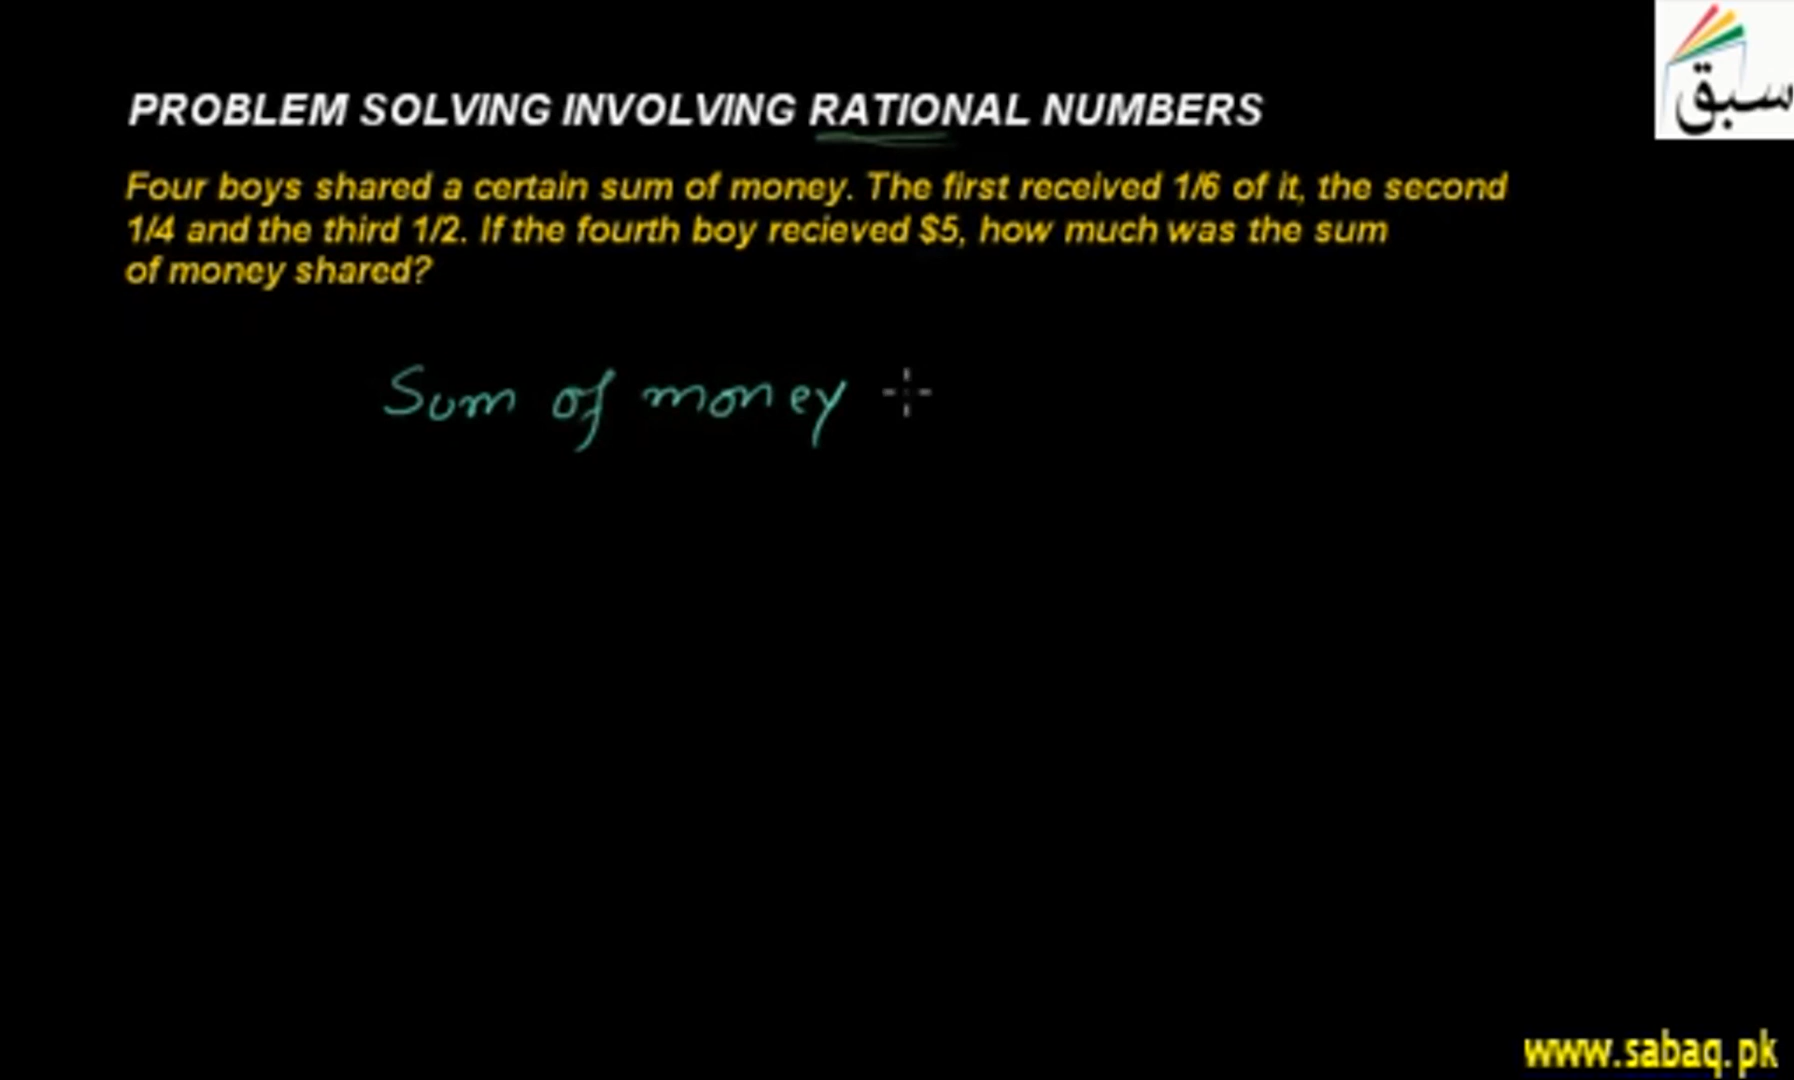 سبق
PROBLEM SOLVING INVOLVING RATIONAL NUMBERS
Four boys shared a certain sum of money. The first received 1/6 of it, the second
1/4 and the third 1/2. If the fourth boy recieved $5, how much was the sum
of money shared?
Sum of money
www.sabaq.pk